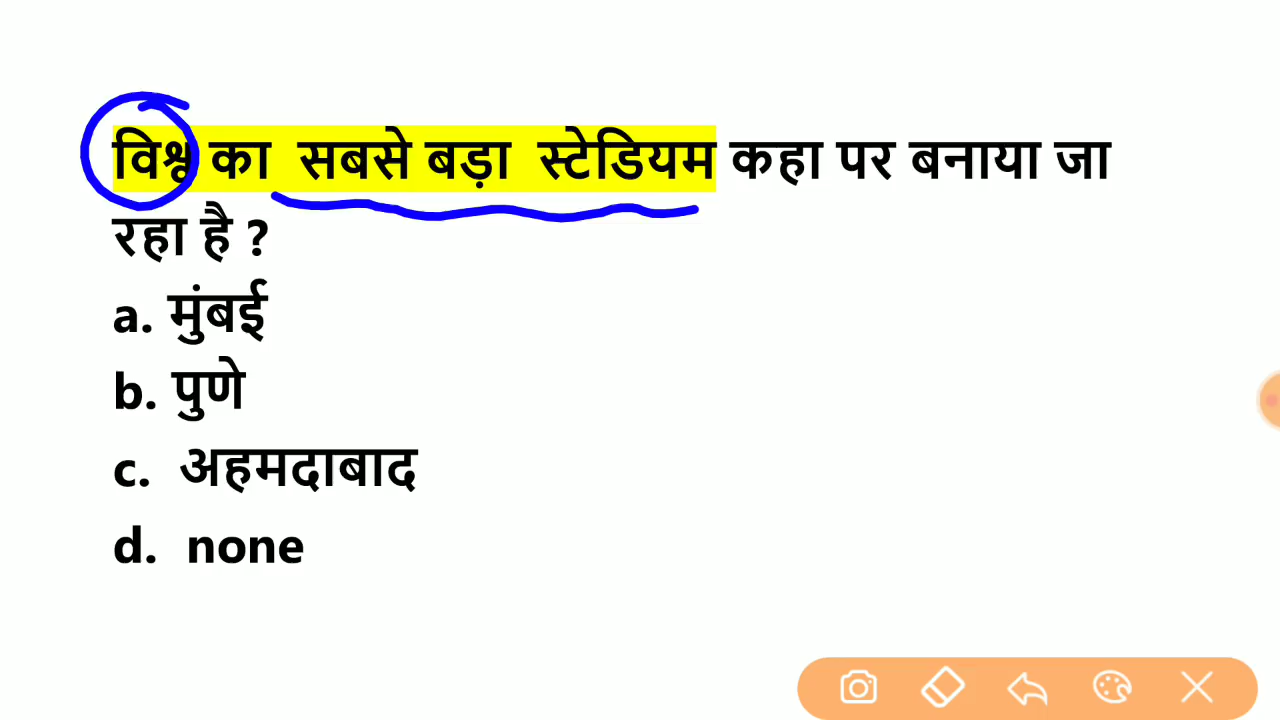 विश्व का सबसे बड़ा स्टेडियम कहा पर बनाया जा
रहा है ?
a. मुंबई
b. पुणे
c. अहमदाबाद
d. none